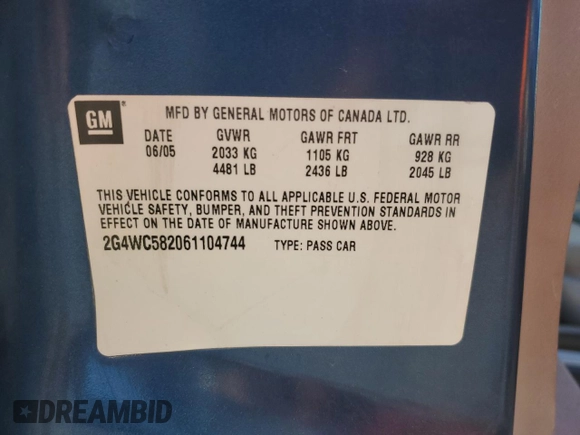 GM®
MFD BY GENERAL MOTORS OF CANADA LTD.
DATE GVWR GAWR FRT GAWR RR
06/05 2033 KG 1105 KG 928 KG
4481 LB 2436 LB 2045 LB
THIS VEHICLE CONFORMS TO ALL APPLICABLE U.S. FEDERAL MOTOR
VEHICLE SAFETY, BUMPER, AND THEFT PREVENTION STANDARDS IN
EFFECT ON THE DATE OF MANUFACTURE SHOWN ABOVE.
2G4WC582061104744 TYPE: PASS CAR
DREAMBID